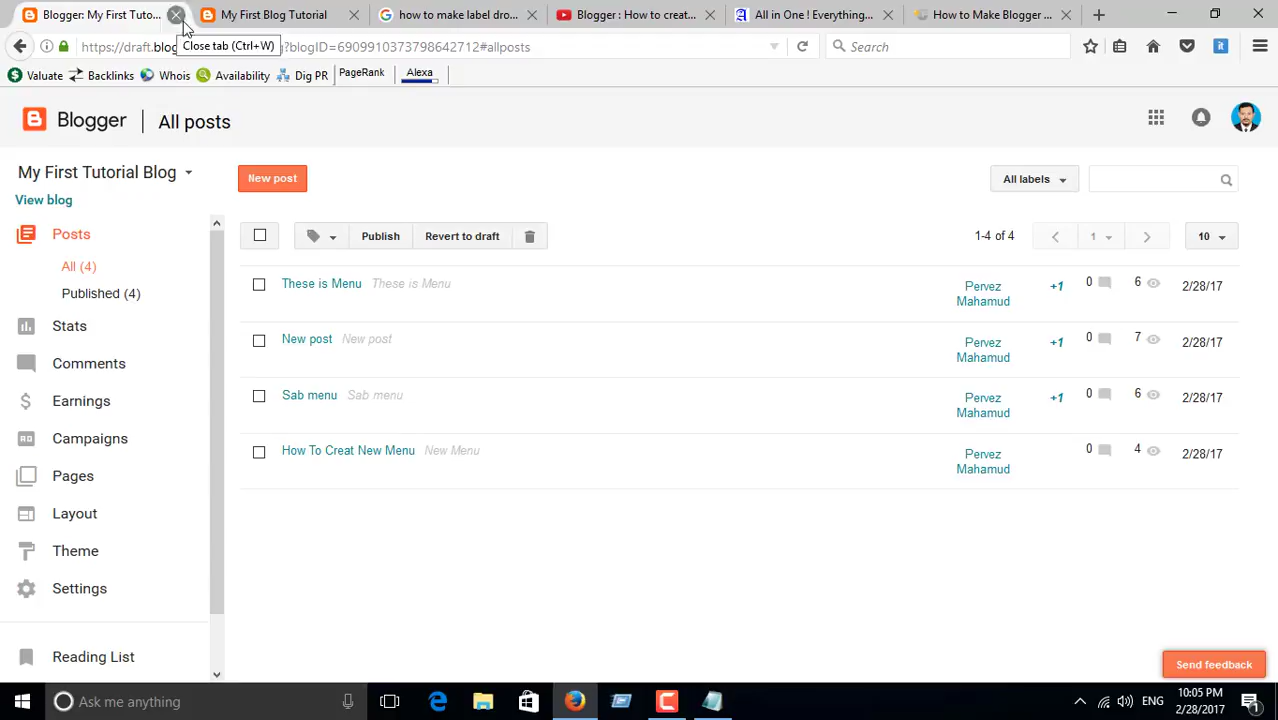 Blogger: My First Tuto...
My First Blog Tutorial
how to make label dro...
Blogger : How to creat...
All in One ! Everything...
How to Make Blogger ...
https://draft.blog
?blogID=6909910373798642712#allposts
Search
Close tab (Ctrl+W)
Valuate
Backlinks
Whois
Availability
Dig PR
PageRank
Alexa
Blogger
All posts
My First Tutorial Blog
View blog
New post
All labels
Posts
All (4)
Published (4)
Stats
Comments
Earnings
Campaigns
Pages
Layout
Theme
Settings
Reading List
Publish
Revert to draft
1-4 of 4
1
10
These is Menu These is Menu
Pervez
Mahamud
+1
0
6
2/28/17
New post New post
Pervez
Mahamud
+1
0
7
2/28/17
Sab menu Sab menu
Pervez
Mahamud
+1
0
6
2/28/17
How To Creat New Menu New Menu
Pervez
Mahamud
0
4
2/28/17
Send feedback
Ask me anything
ENG
10:05 PM
2/28/2017
1